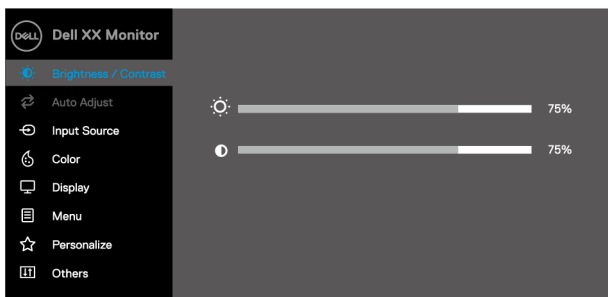 DELL Dell XX Monitor
Brightness / Contrast
Auto Adjust
Input Source
Color
Display
Menu
Personalize
Others
75%
75%